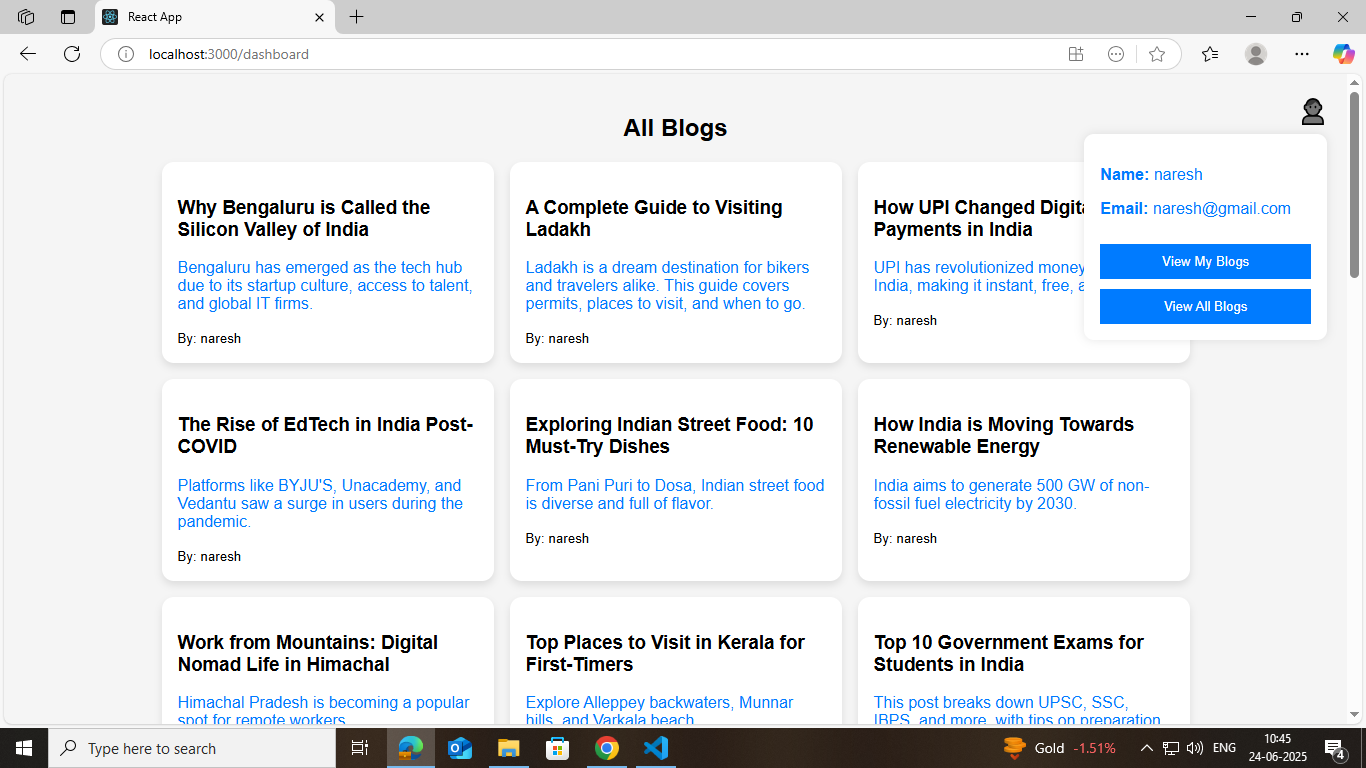 React App
localhost:3000/dashboard
All Blogs
Name: naresh
Email: naresh@gmail.com
View My Blogs
View All Blogs
Why Bengaluru is Called the
Silicon Valley of India
Bengaluru has emerged as the tech hub
due to its startup culture, access to talent,
and global IT firms.
By: naresh
A Complete Guide to Visiting
Ladakh
Ladakh is a dream destination for bikers
and travelers alike. This guide covers
permits, places to visit, and when to go.
By: naresh
How UPI Changed
Payments in India
UPI has revolutionized money
India, making it instant, free,
By: naresh
The Rise of EdTech in India Post-
COVID
Platforms like BYJU'S, Unacademy, and
Vedantu saw a surge in users during the
pandemic.
By: naresh
Exploring Indian Street Food: 10
Must-Try Dishes
From Pani Puri to Dosa, Indian street food
is diverse and full of flavor.
By: naresh
How India is Moving Towards
Renewable Energy
India aims to generate 500 GW of non-
fossil fuel electricity by 2030.
By: naresh
Work from Mountains: Digital
Nomad Life in Himachal
Himachal Pradesh is becoming a popular
spot for remote workers.
Top Places to Visit in Kerala for
First-Timers
Explore Alleppey backwaters, Munnar
hills, and Varkala beach.
Top 10 Government Exams for
Students in India
This post breaks down UPSC, SSC,
IBPS, and more, with tips on preparation
Type here to search
Gold -1.51%
ENG
10:45
24-06-2025
4